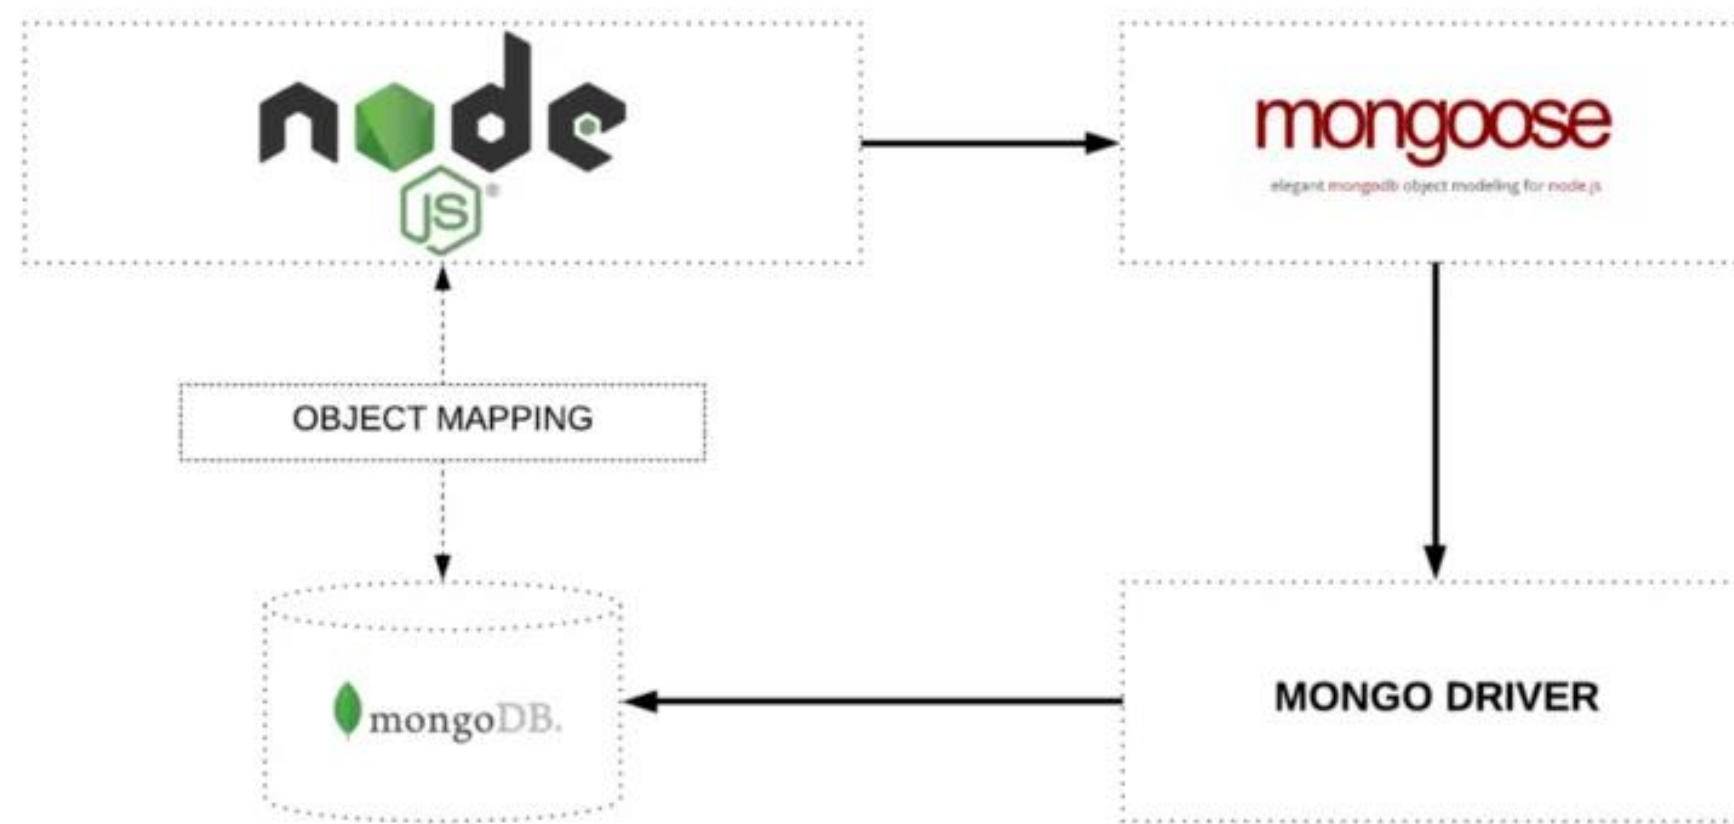 node
JS®
mongoose
elegant mongodb object modeling for node.js
OBJECT MAPPING
mongoDB.
MONGO DRIVER